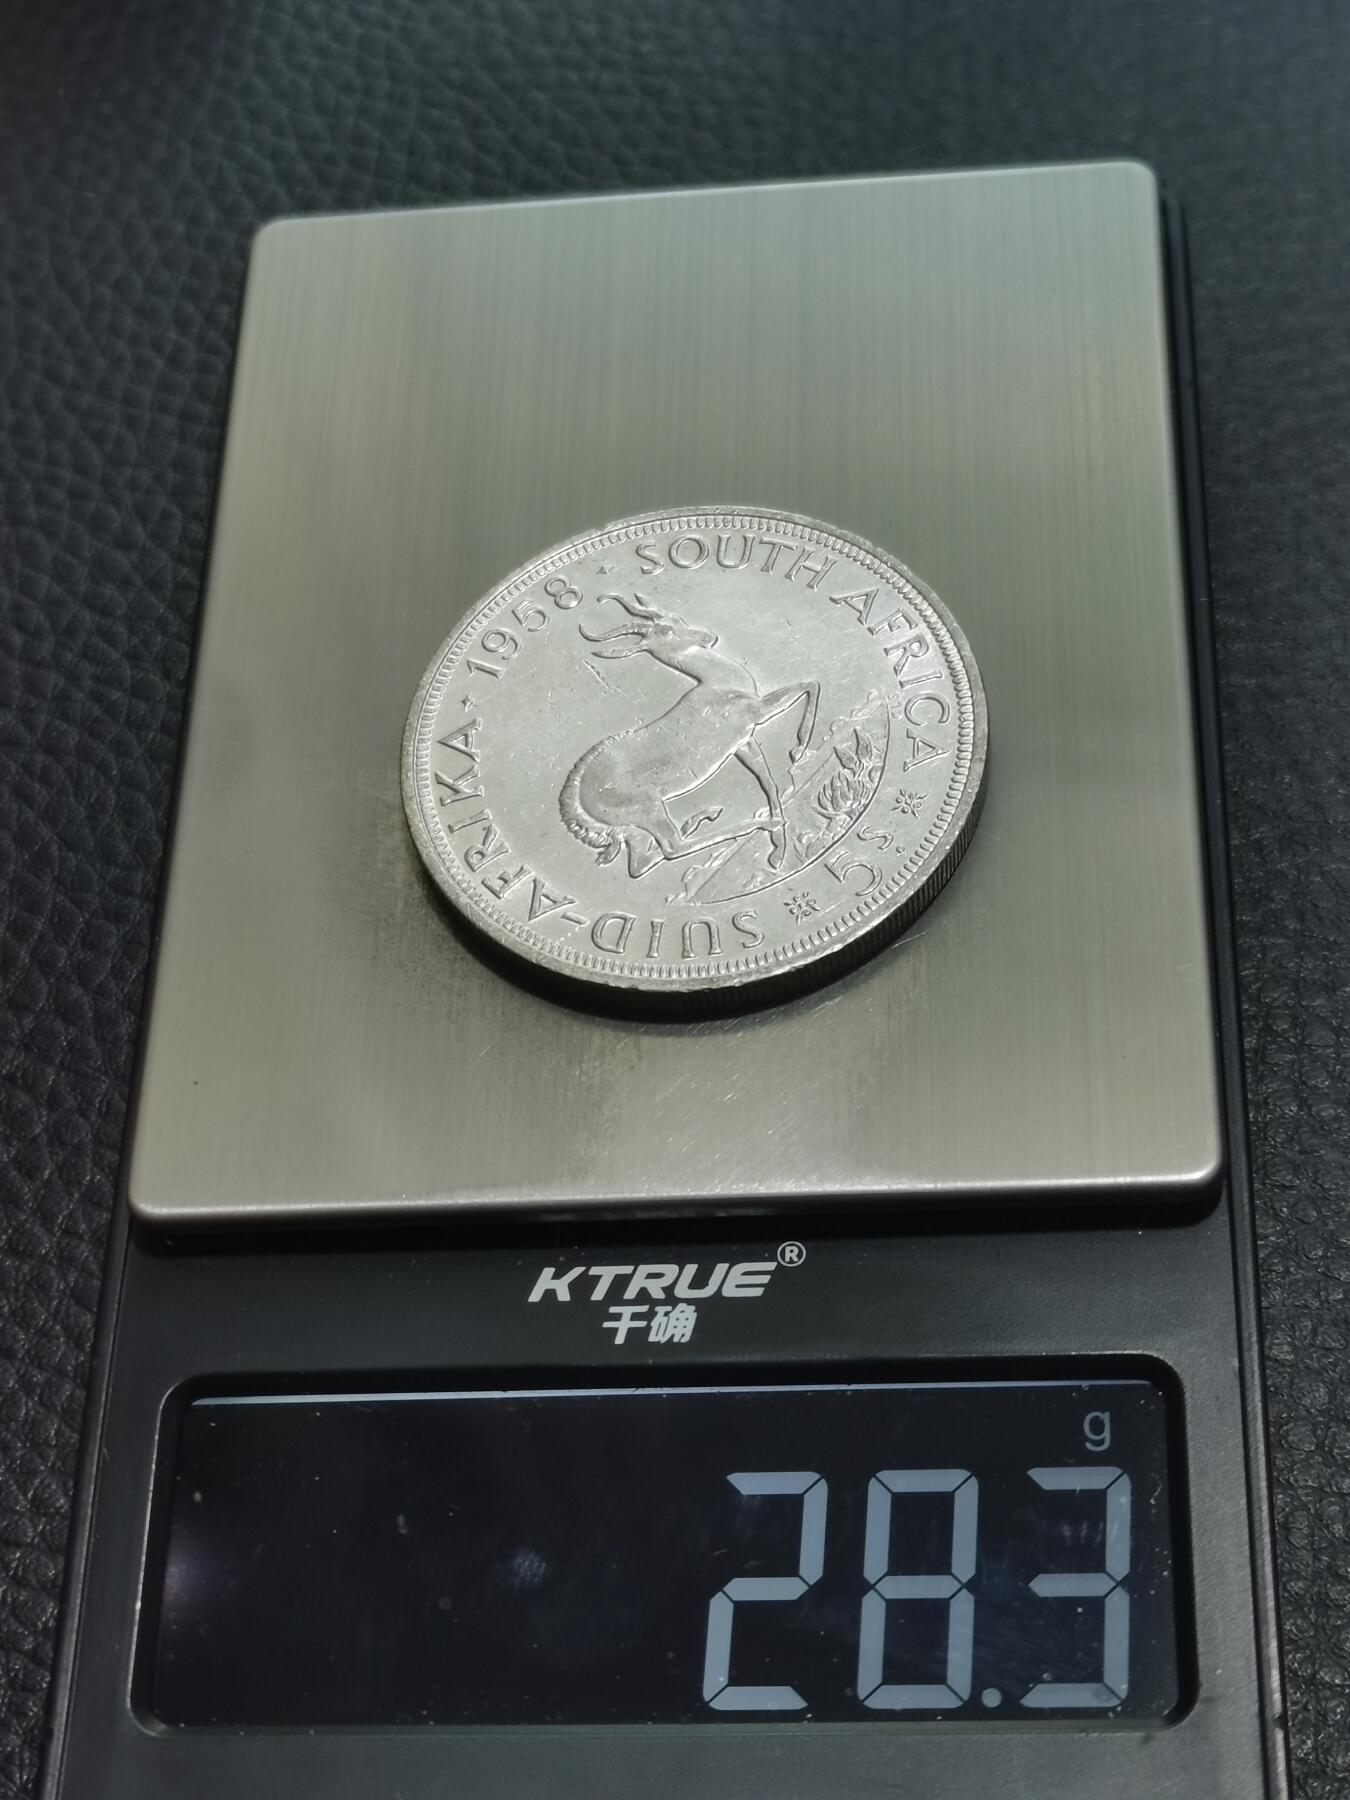 SOUTH AFRICA
5s.
SUID-AFRIKA · 1958 ·
KTRUE®
千确
g
28.3